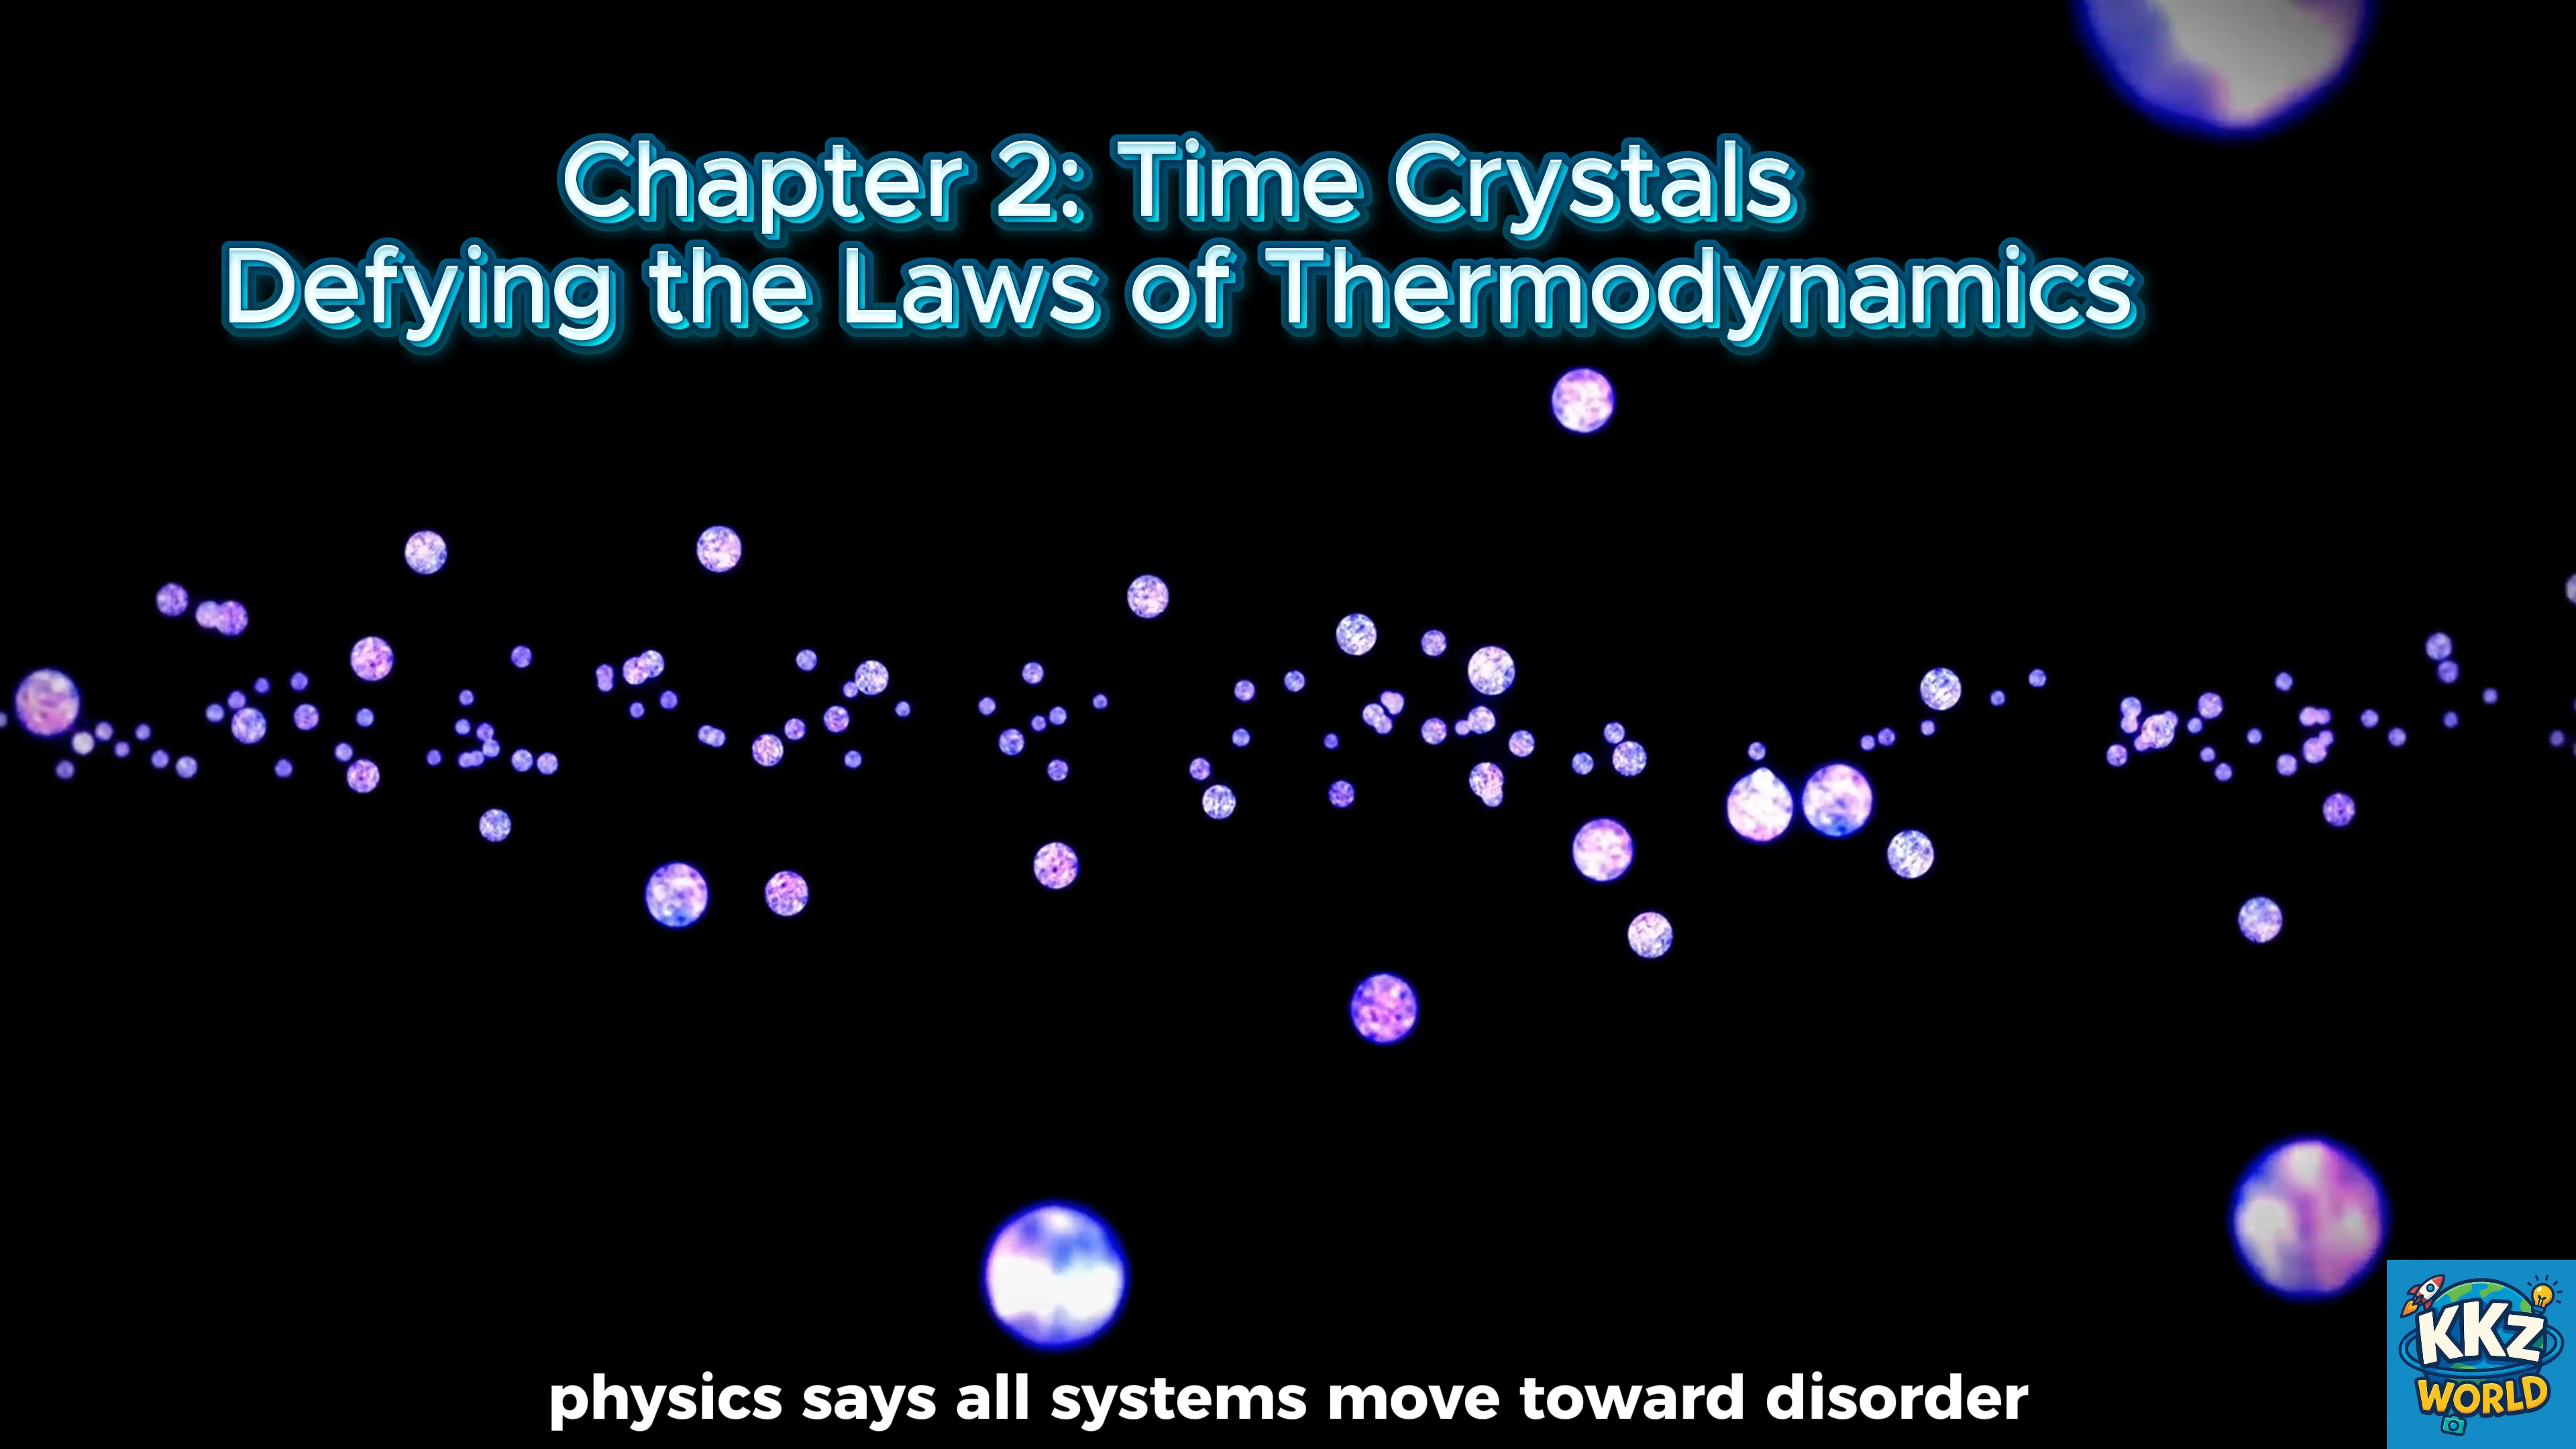 Chapter 2: Time Crystals
Defying the Laws of Thermodynamics
physics says all systems move toward disorder
KKZ
WORLD